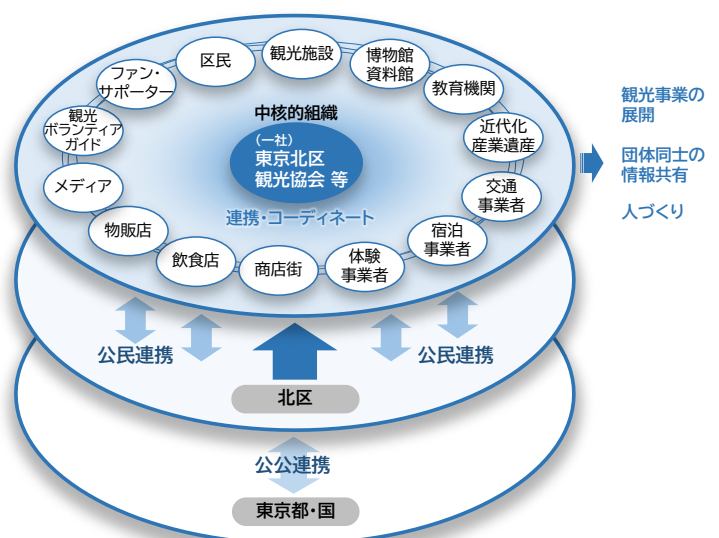 観光施設
区民
博物館
資料館
ファン・
サポーター
教育機関
観光
ボランティア
ガイド
近代化
産業遺産
メディア
交通
事業者
物販店
宿泊
事業者
飲食店
商店街
体験
事業者
中核的組織
（一社）
東京北区
観光協会 等
連携・コーディネート
観光事業の
展開
団体同士の
情報共有
人づくり
公民連携
公民連携
北区
公公連携
東京都・国